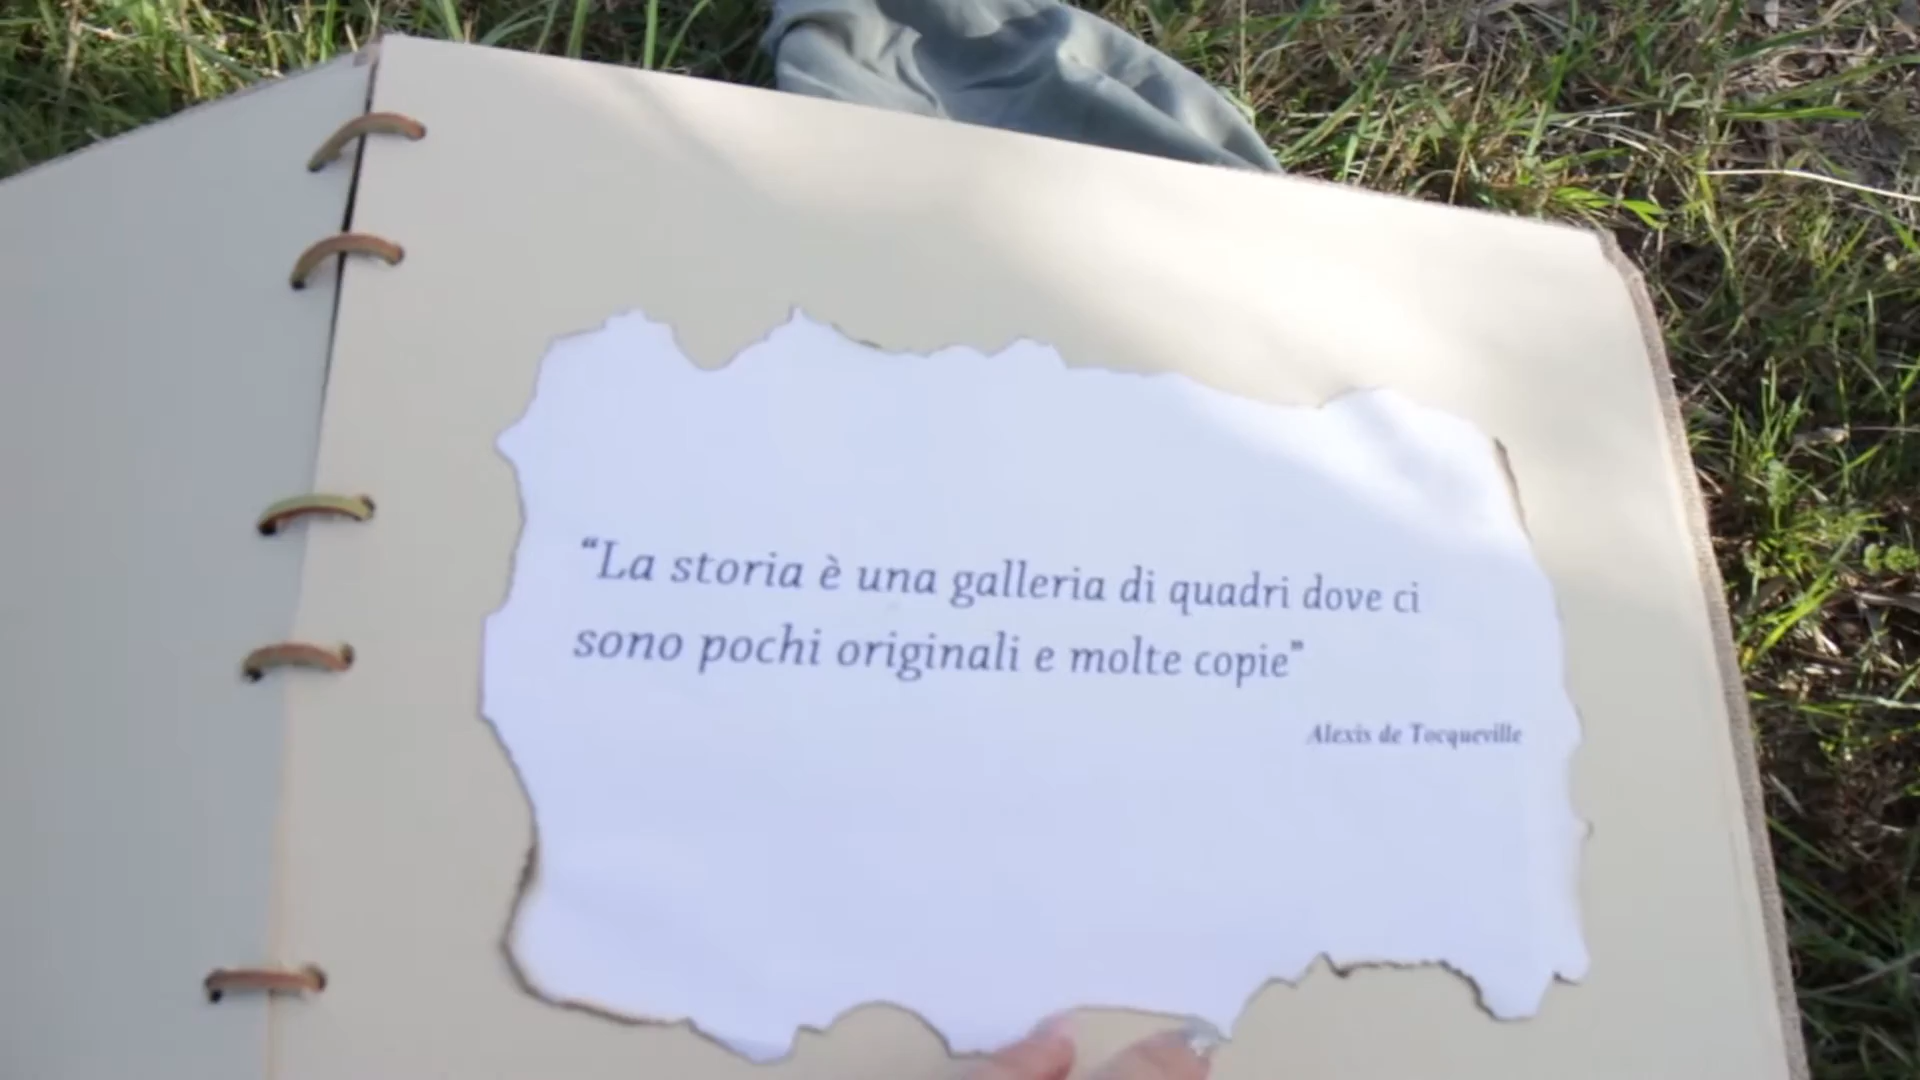 “La storia è una galleria di quadri dove ci
sono pochi originali e molte copie”
Alexis de Tocqueville